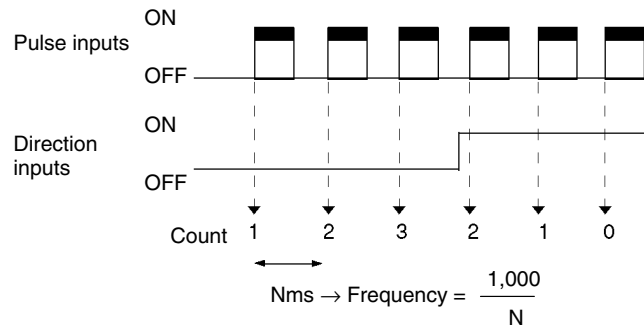 ON
Pulse inputs
OFF
ON
Direction
inputs
OFF
Count 1 2 3 2 1 0
Nms → Frequency = 1,000
N